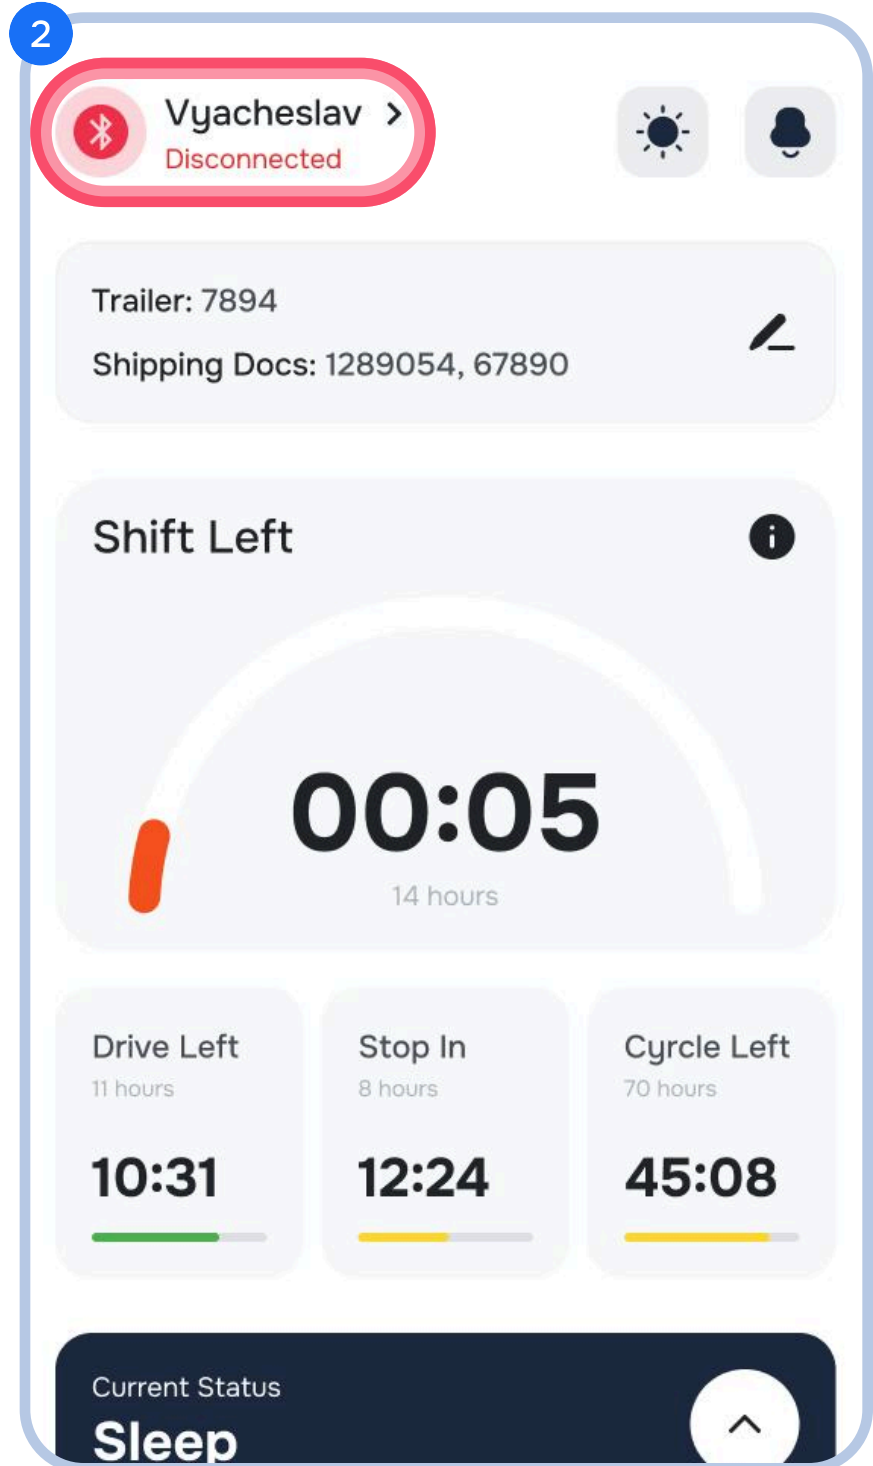 2
Vyacheslav
Disconnected
Trailer: 7894
Shipping Docs: 1289054, 67890
Shift Left
00:05
14 hours
Drive Left
11 hours
10:31
Stop In
8 hours
12:24
Cyrcle Left
70 hours
45:08
Current Status
Sleep